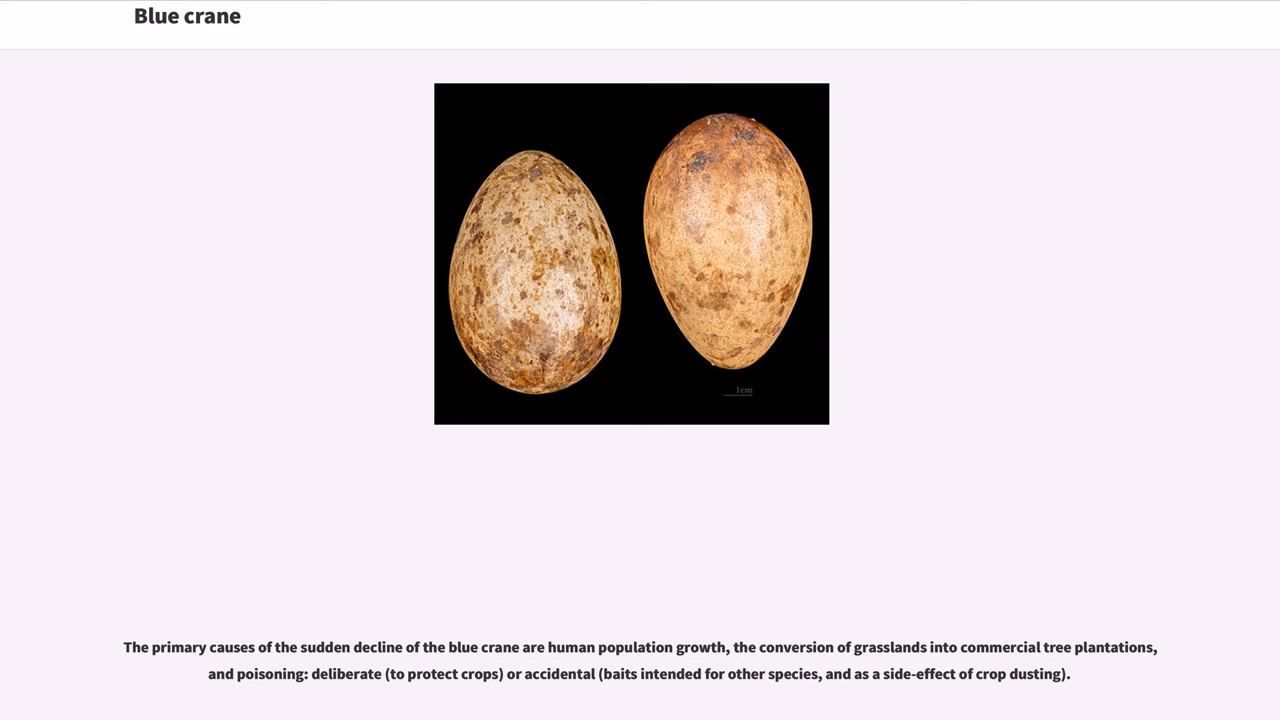 Blue crane
1cm
The primary causes of the sudden decline of the blue crane are human population growth, the conversion of grasslands into commercial tree plantations,
and poisoning: deliberate (to protect crops) or accidental (baits intended for other species, and as a side-effect of crop dusting).